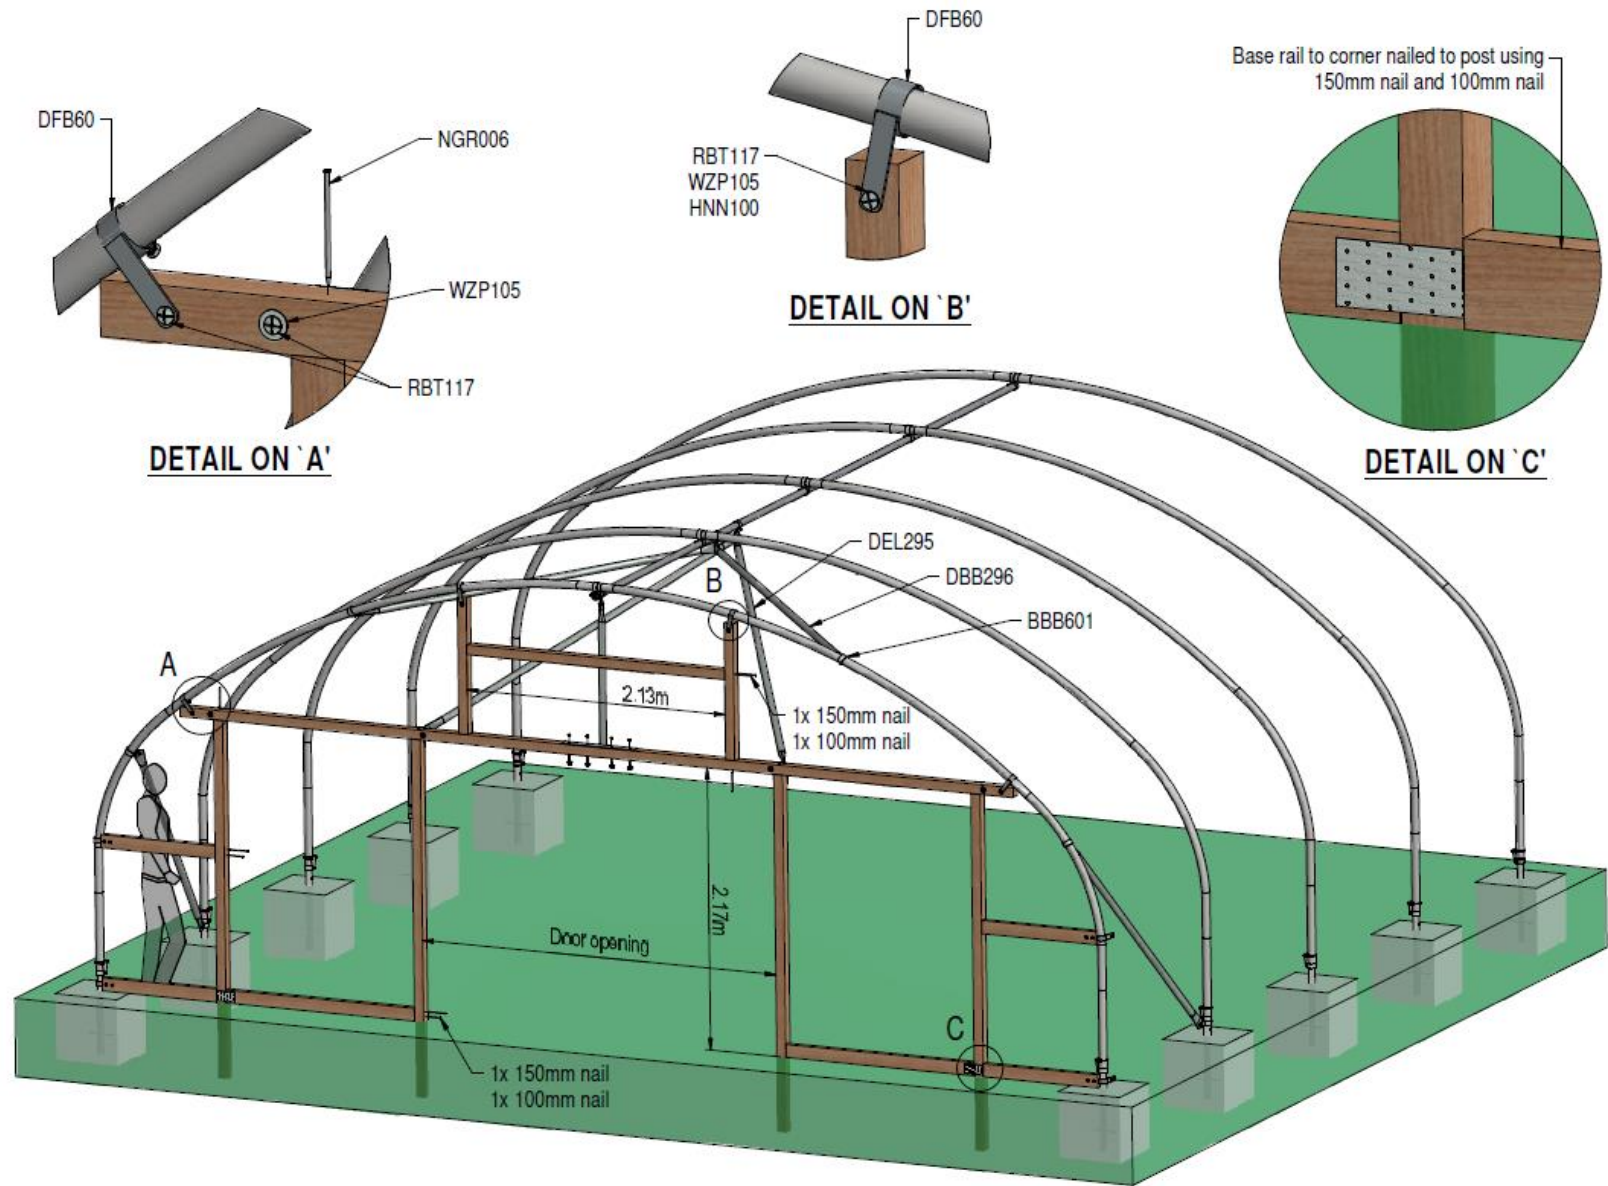 DFB60
NGR006
WZP105
RBT117
DETAIL ON `A'
DFB60
RBT117
WZP105
HNN100
DETAIL ON `B'
Base rail to corner nailed to post using
150mm nail and 100mm nail
DETAIL ON `C'
DEL295
DBB296
BBB601
A
B
2.13m
1x 150mm nail
1x 100mm nail
2.17m
Door opening
C
1x 150mm nail
1x 100mm nail